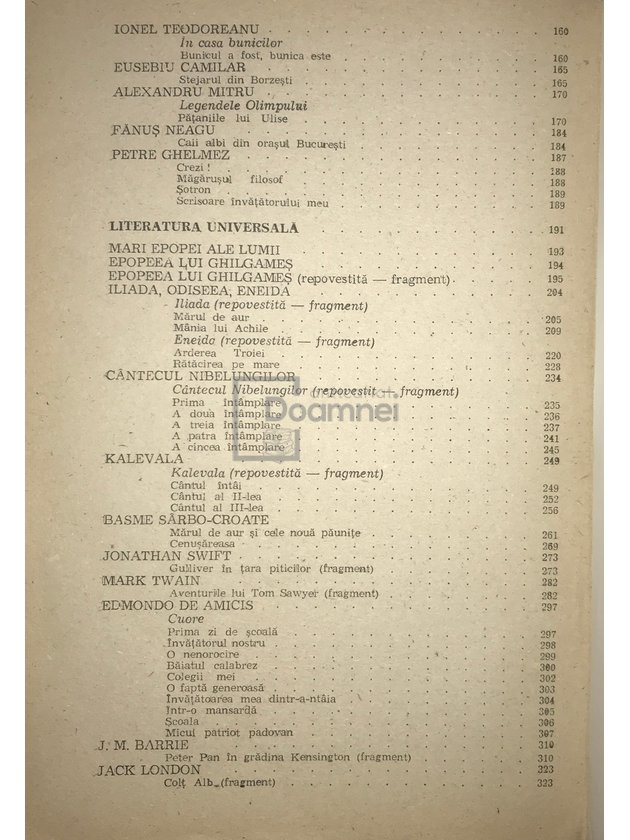 IONEL TEODOREANU . . . 160
În casa bunicilor
Bunicul a fost, bunica este . . . 160
EUSEBIU CAMILAR . . . 165
Stejarul din Borzești . . . 165
ALEXANDRU MITRU . . . 170
Legendele Olimpului
Pățaniile lui Ulise . . . 170
FĂNUȘ NEAGU . . . 184
Caii albi din orașul București . . . 184
PETRE GHELMEZ . . . 187
Crezi! . . . 188
Măgărușul filosof . . . 188
Șotron . . . 189
Scrisoare învățătorului meu . . . 189
LITERATURA UNIVERSALĂ . . . 191
MARI EPOPEI ALE LUMII . . . 193
EPOPEEA LUI GHILGAMEȘ . . . 194
EPOPEEA LUI GHILGAMEȘ (repovestită — fragment) . . . 195
ILIADA, ODISEEA, ENEIDA . . . 204
Iliada (repovestită — fragment)
Mărul de aur . . . 205
Mânia lui Achile . . . 209
Eneida (repovestită — fragment)
Arderea Troiei . . . 220
Rătăcirea pe mare . . . 228
CÂNTECUL NIBELUNGILOR . . . 234
Cântecul Nibelungilor (repovestit — fragment)
Prima întâmplare . . . 235
A doua întâmplare . . . 236
A treia întâmplare . . . 237
A patra întâmplare . . . 241
A cincea întâmplare . . . 245
KALEVALA . . . 249
Kalevala (repovestită — fragment)
Cântul întâi . . . 249
Cântul al II-lea . . . 252
Cântul al III-lea . . . 256
BASME SÂRBO-CROATE
Mărul de aur și cele nouă păunițe . . . 261
Cenușăreasa . . . 269
JONATHAN SWIFT . . . 273
Gulliver în țara piticilor (fragment) . . . 273
MARK TWAIN . . . 282
Aventurile lui Tom Sawyer (fragment) . . . 282
EDMONDO DE AMICIS . . . 297
Cuore
Prima zi de școală . . . 297
Învățătorul nostru . . . 298
O nenorocire . . . 299
Băiatul calabrez . . . 300
Colegii mei . . . 302
O faptă generoasă . . . 303
Învățătoarea mea dintr-a-ntâia . . . 304
Într-o mansardă . . . 305
Școala . . . 306
Micul patriot padovan . . . 307
J. M. BARRIE . . . 310
Peter Pan în grădina Kensington (fragment) . . . 310
JACK LONDON . . . 323
Colț Alb (fragment) . . . 323
Doamnei